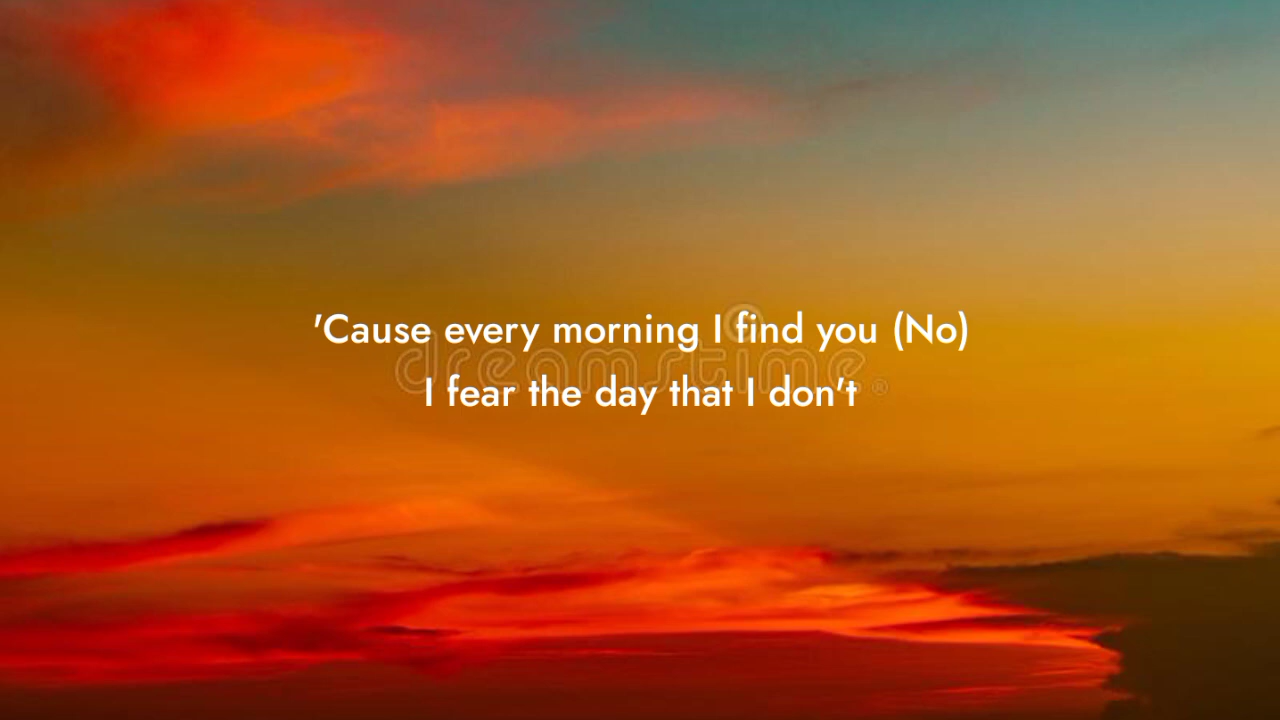 'Cause every morning I find you (No)
dreamstime®
I fear the day that I don't